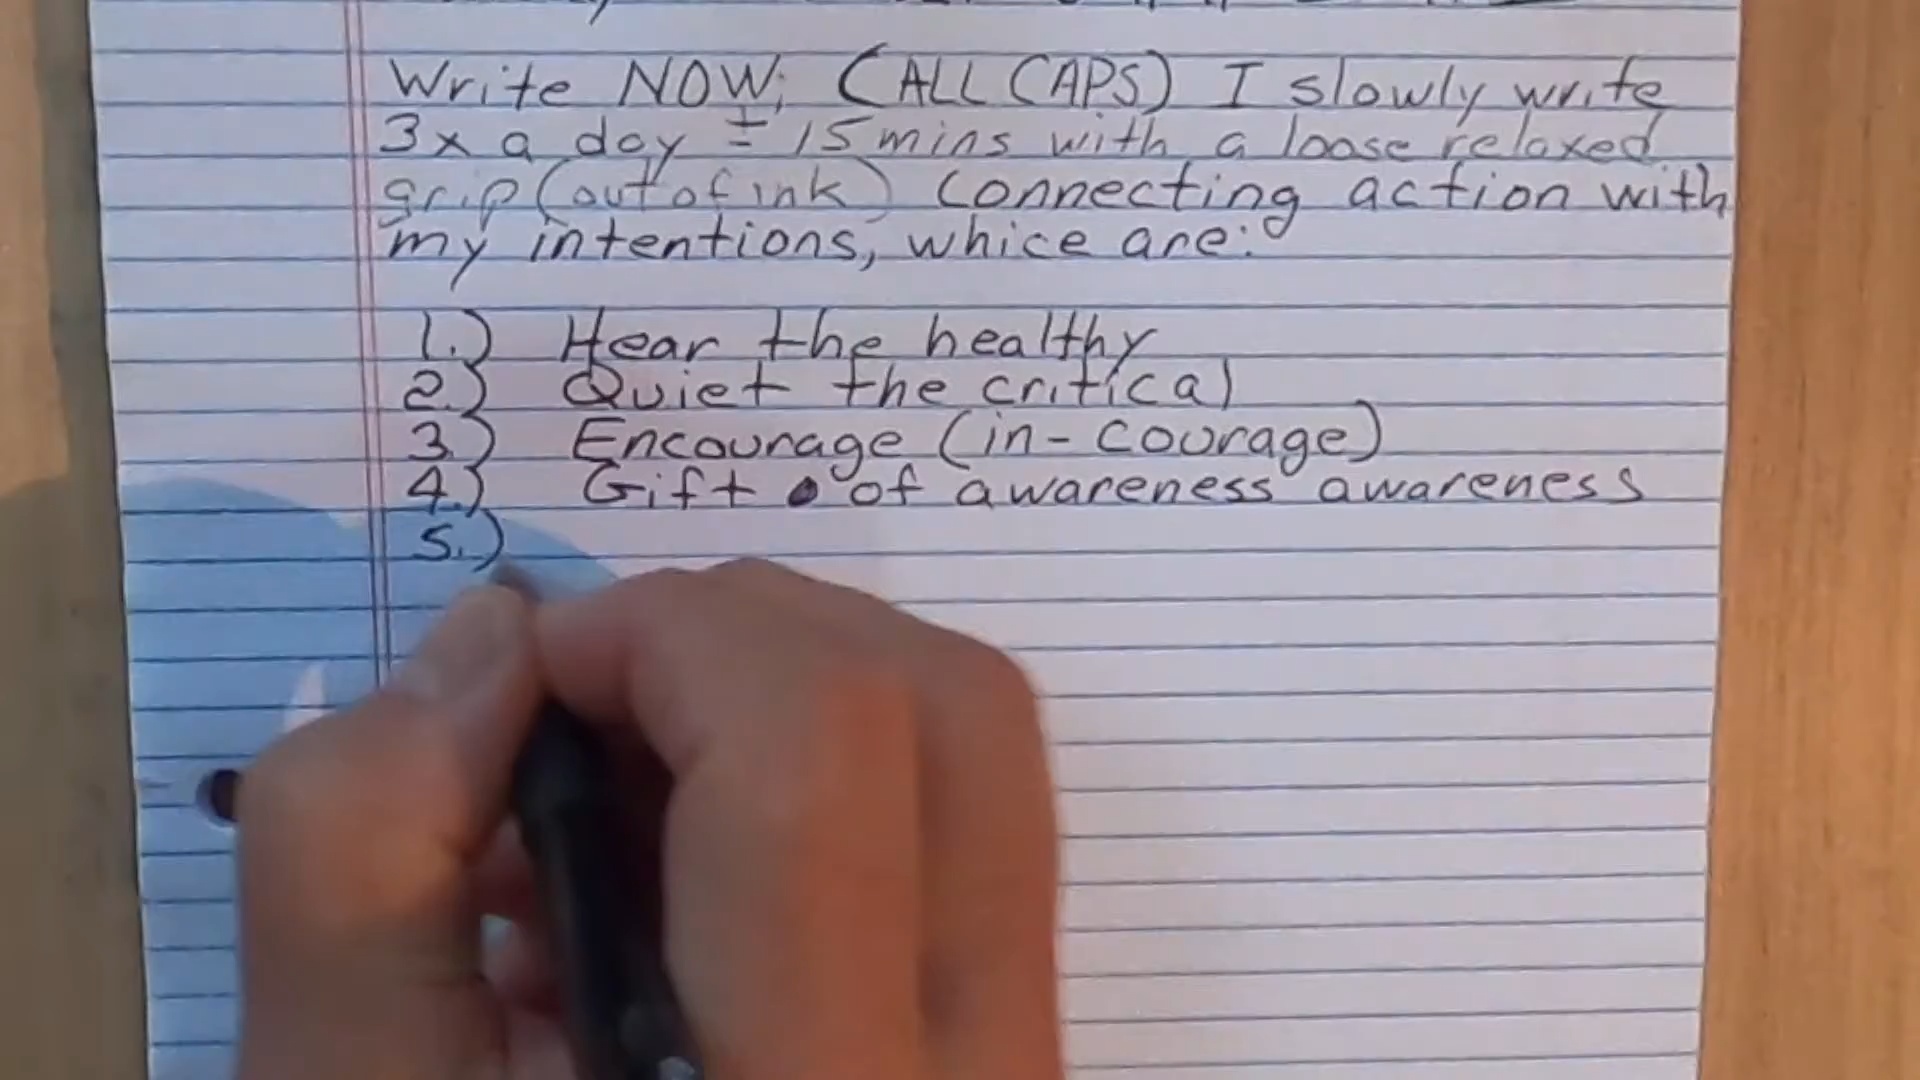 Write NOW; (ALL CAPS) I slowly write
3x a day ± 15 mins with a loose relaxed
grip (out of ink) connecting action with
my intentions, whice are:
1.) Hear the healthy
2.) Quiet the critical
3.) Encourage (in-courage)
4.) Gift of awareness awareness
5.)